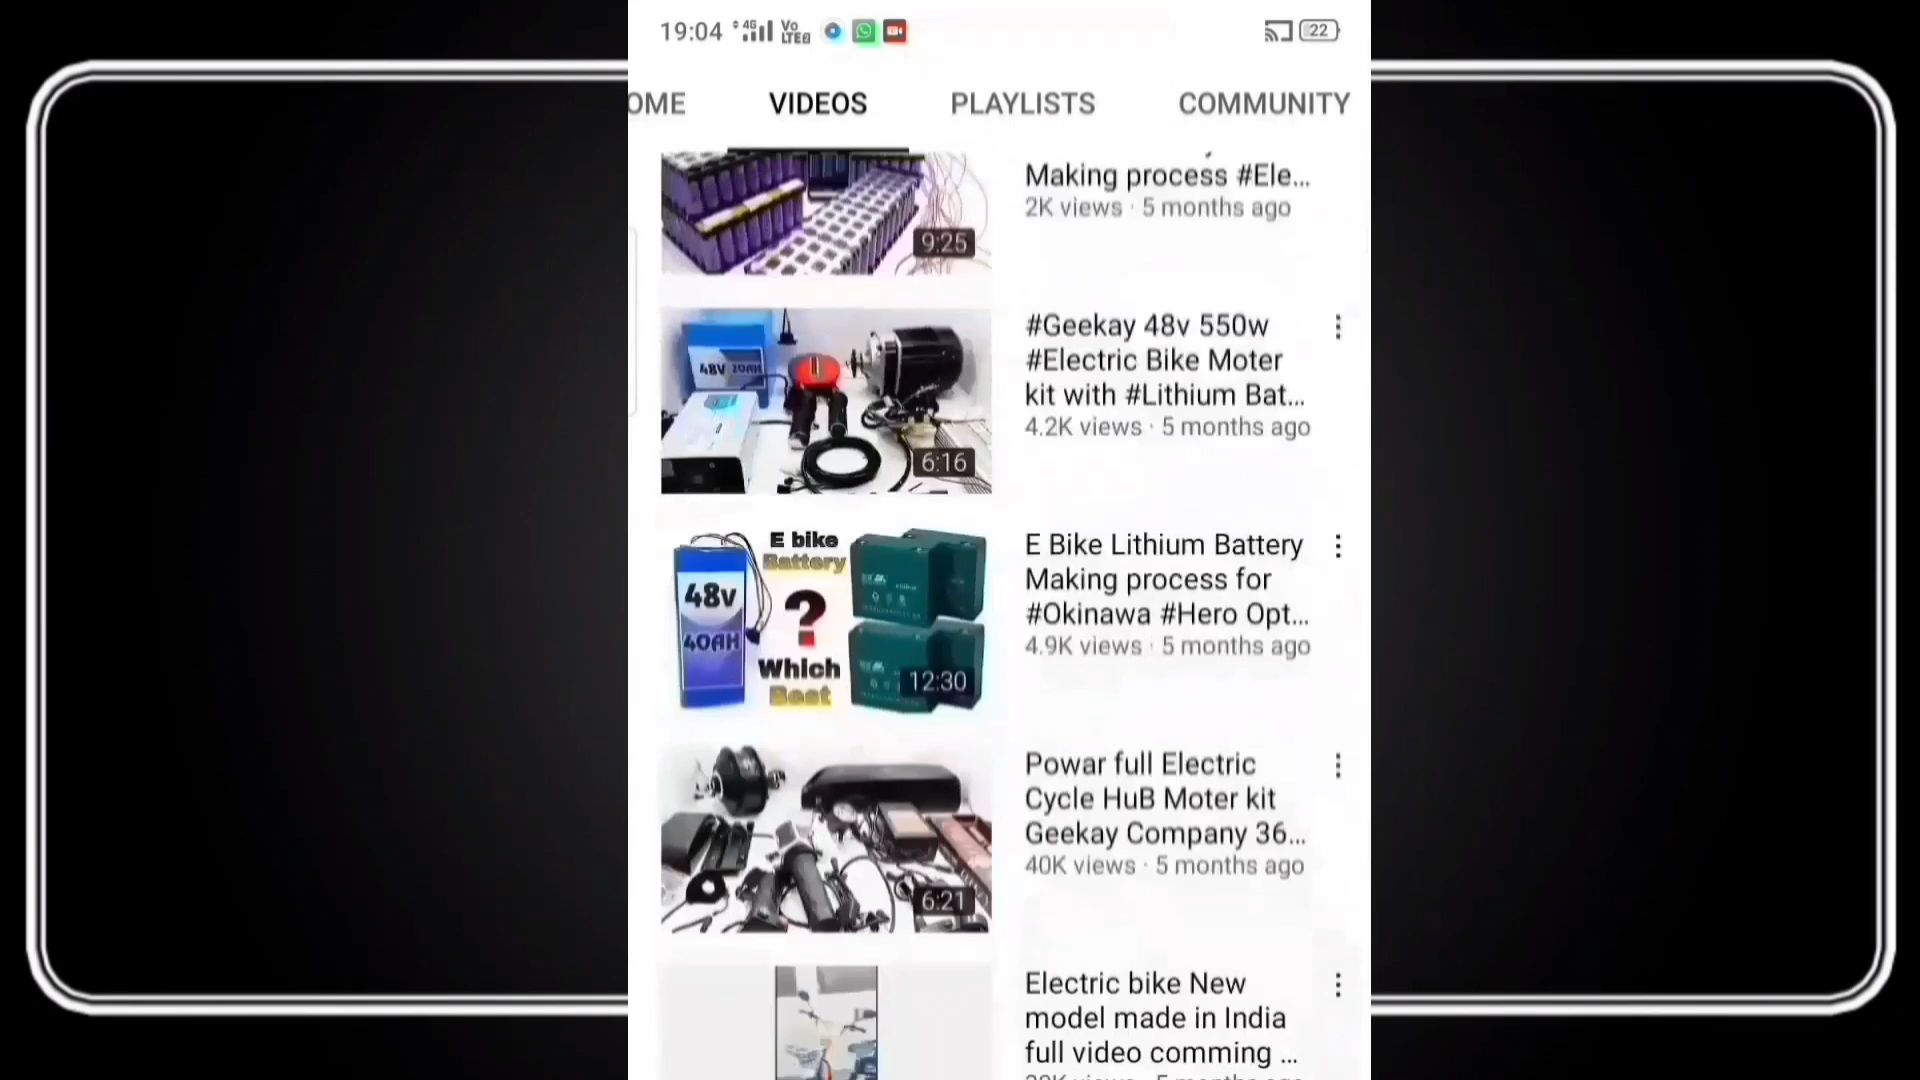 19:04 4G Vo LTE 22
OME VIDEOS PLAYLISTS COMMUNITY
Making process #Ele...
2K views · 5 months ago
9:25
#Geekay 48v 550w
#Electric Bike Moter
kit with #Lithium Bat...
4.2K views · 5 months ago
48V 20AH
6:16
E Bike Lithium Battery
Making process for
#Okinawa #Hero Opt...
4.9K views · 5 months ago
E bike
Battery
?
Which
Best
48v
40AH
12:30
Powar full Electric
Cycle HuB Moter kit
Geekay Company 36...
40K views · 5 months ago
6:21
Electric bike New
model made in India
full video comming ...